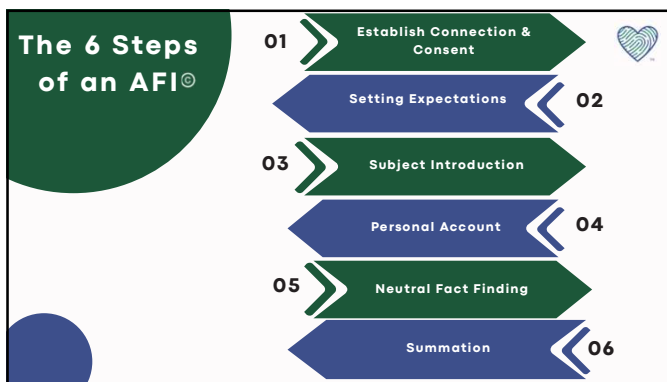 The 6 Steps
of an AFI©
01
Establish Connection &
Consent
Setting Expectations
02
03
Subject Introduction
Personal Account
04
05
Neutral Fact Finding
Summation
06